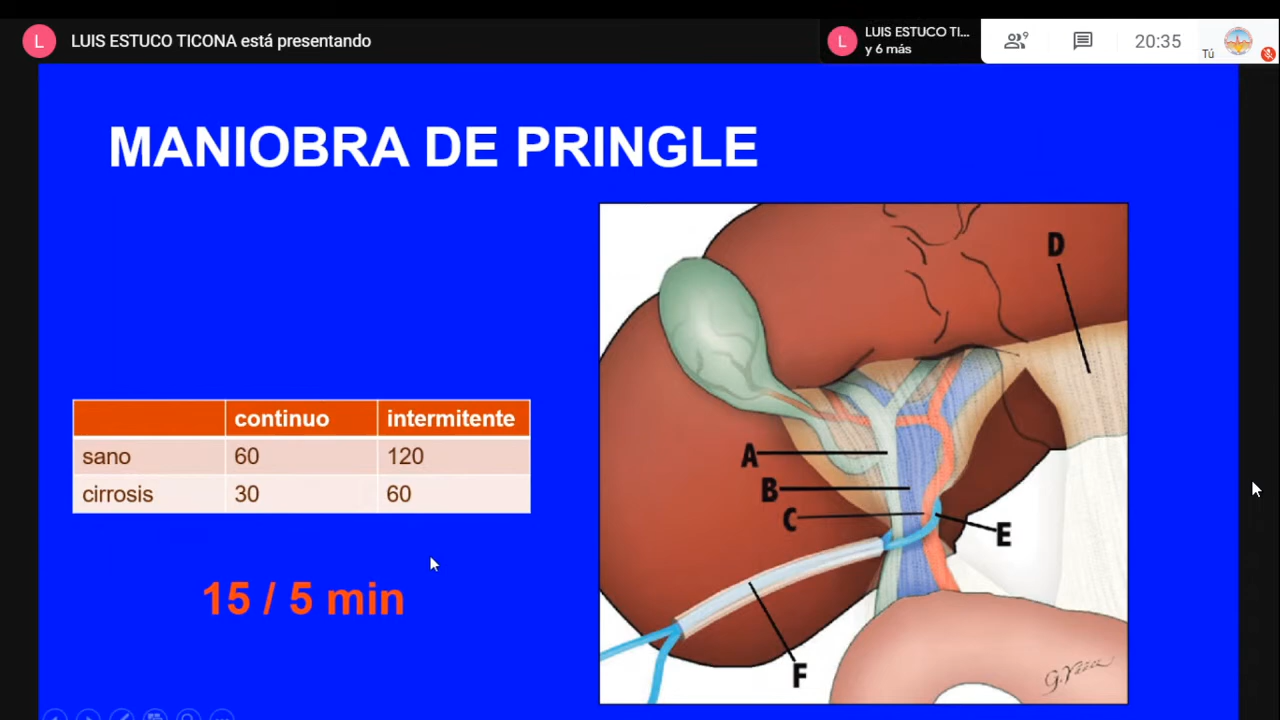 L LUIS ESTUCO TICONA está presentando
L LUIS ESTUCO TI...
y 6 más
9
20:35
Tú
MANIOBRA DE PRINGLE
continuo intermitente
sano 60 120
cirrosis 30 60
15 / 5 min
D
A
B
C
E
F